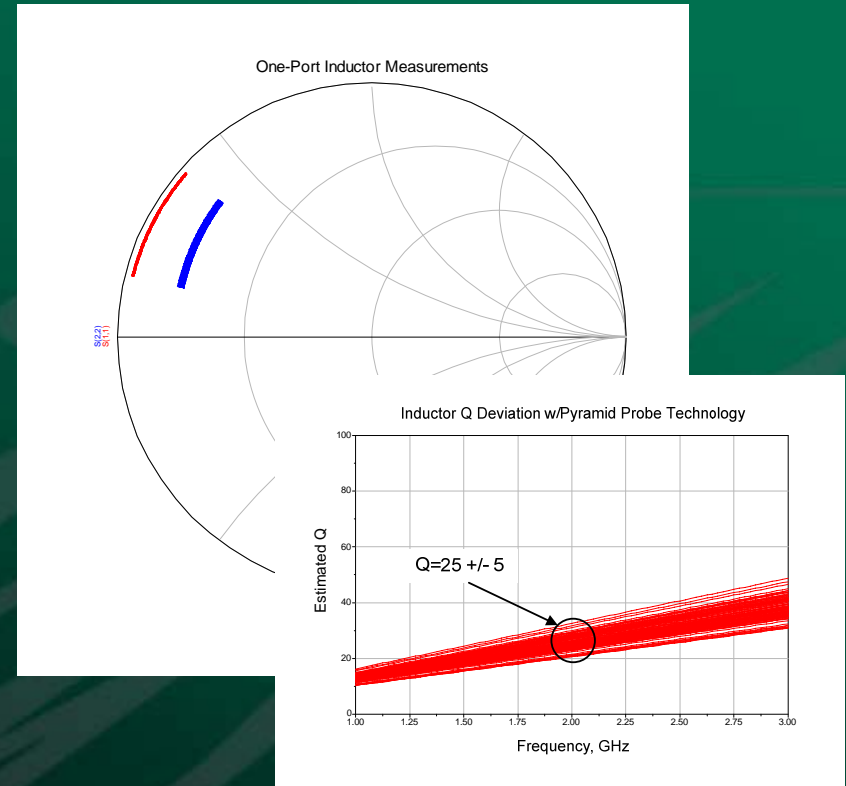 One-Port Inductor Measurements
S(2,2)
S(1,1)
Inductor Q Deviation w/Pyramid Probe Technology
100
80
60
40
20
0
Estimated Q
Q=25 +/- 5
1.00 1.25 1.50 1.75 2.00 2.25 2.50 2.75 3.00
Frequency, GHz